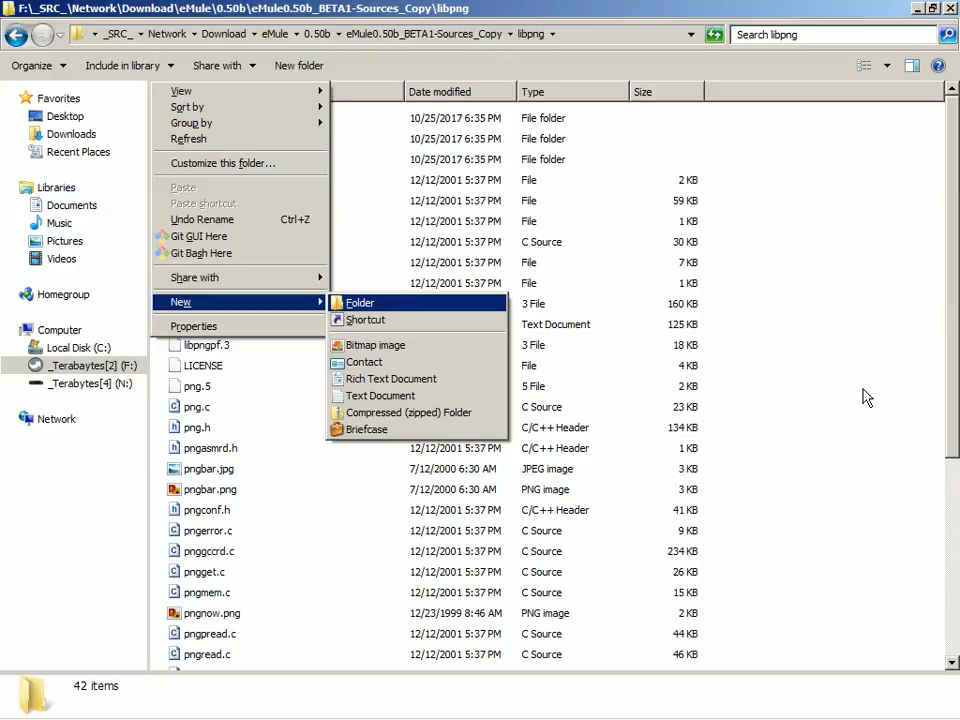 F:\_SRC_\Network\Download\eMule\0.50b\eMule0.50b_BETA1-Sources_Copy\libpng
_SRC_ Network Download eMule 0.50b eMule0.50b_BETA1-Sources_Copy libpng
Search libpng
Organize Include in library Share with New folder
Favorites
Desktop
Downloads
Recent Places
Libraries
Documents
Music
Pictures
Videos
Homegroup
Computer
Local Disk (C:)
_Terabytes[2] (F:)
_Terbytes[4] (N:)
Network
View
Sort by
Group by
Refresh
Customize this folder...
Paste
Paste shortcut
Undo Rename Ctrl+Z
Git GUI Here
Git Bash Here
Share with
New
Properties
Folder
Shortcut
Bitmap image
Contact
Rich Text Document
Text Document
Compressed (zipped) Folder
Briefcase
Date modified Type Size
10/25/2017 6:35 PM File folder
10/25/2017 6:35 PM File folder
10/25/2017 6:35 PM File folder
12/12/2001 5:37 PM File 2 KB
12/12/2001 5:37 PM File 59 KB
12/12/2001 5:37 PM File 1 KB
12/12/2001 5:37 PM C Source 30 KB
12/12/2001 5:37 PM File 7 KB
12/12/2001 5:37 PM File 1 KB
3 File 160 KB
Text Document 125 KB
libpngpf.3 3 File 18 KB
LICENSE File 4 KB
png.5 5 File 2 KB
png.c C Source 23 KB
png.h C/C++ Header 134 KB
pngasmrd.h 12/12/2001 5:37 PM C/C++ Header 1 KB
pngbar.jpg 7/12/2000 6:30 AM JPEG image 3 KB
pngbar.png 7/12/2000 6:30 AM PNG image 3 KB
pngconf.h 12/12/2001 5:37 PM C/C++ Header 41 KB
pngerror.c 12/12/2001 5:37 PM C Source 9 KB
pnggccrd.c 12/12/2001 5:37 PM C Source 234 KB
pngget.c 12/12/2001 5:37 PM C Source 26 KB
pngmem.c 12/12/2001 5:37 PM C Source 15 KB
pngnow.png 12/23/1999 8:46 AM PNG image 2 KB
pngpread.c 12/12/2001 5:37 PM C Source 44 KB
pngread.c 12/12/2001 5:37 PM C Source 46 KB
42 items